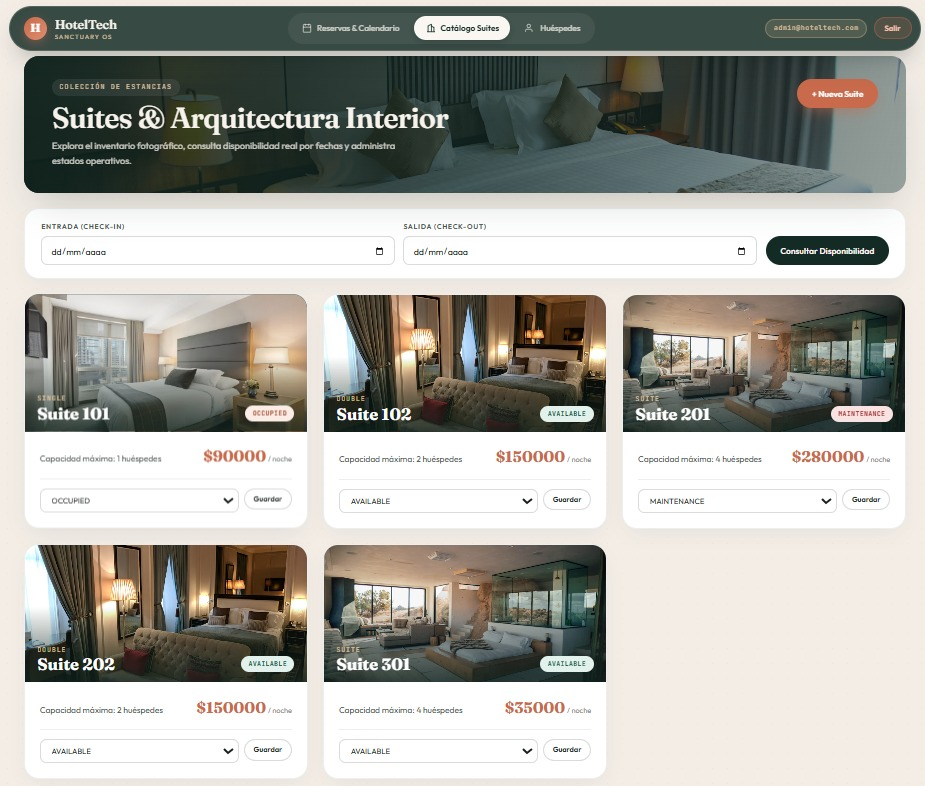 H
HotelTech
SANCTUARY OS
Reservas & Calendario
Catálogo Suites
Huéspedes
admin@hoteltech.com
Salir
COLECCIÓN DE ESTANCIAS
Suites & Arquitectura Interior
Explora el inventario fotográfico, consulta disponibilidad real por fechas y administra
estados operativos.
+ Nueva Suite
ENTRADA (CHECK-IN)
dd/mm/aaaa
SALIDA (CHECK-OUT)
dd/mm/aaaa
Consultar Disponibilidad
SINGLE
Suite 101
OCCUPIED
Capacidad máxima: 1 huéspedes
$90000 / noche
OCCUPIED
Guardar
DOUBLE
Suite 102
AVAILABLE
Capacidad máxima: 2 huéspedes
$150000 / noche
AVAILABLE
Guardar
SUITE
Suite 201
MAINTENANCE
Capacidad máxima: 4 huéspedes
$280000 / noche
MAINTENANCE
Guardar
DOUBLE
Suite 202
AVAILABLE
Capacidad máxima: 2 huéspedes
$150000 / noche
AVAILABLE
Guardar
SUITE
Suite 301
AVAILABLE
Capacidad máxima: 4 huéspedes
$35000 / noche
AVAILABLE
Guardar